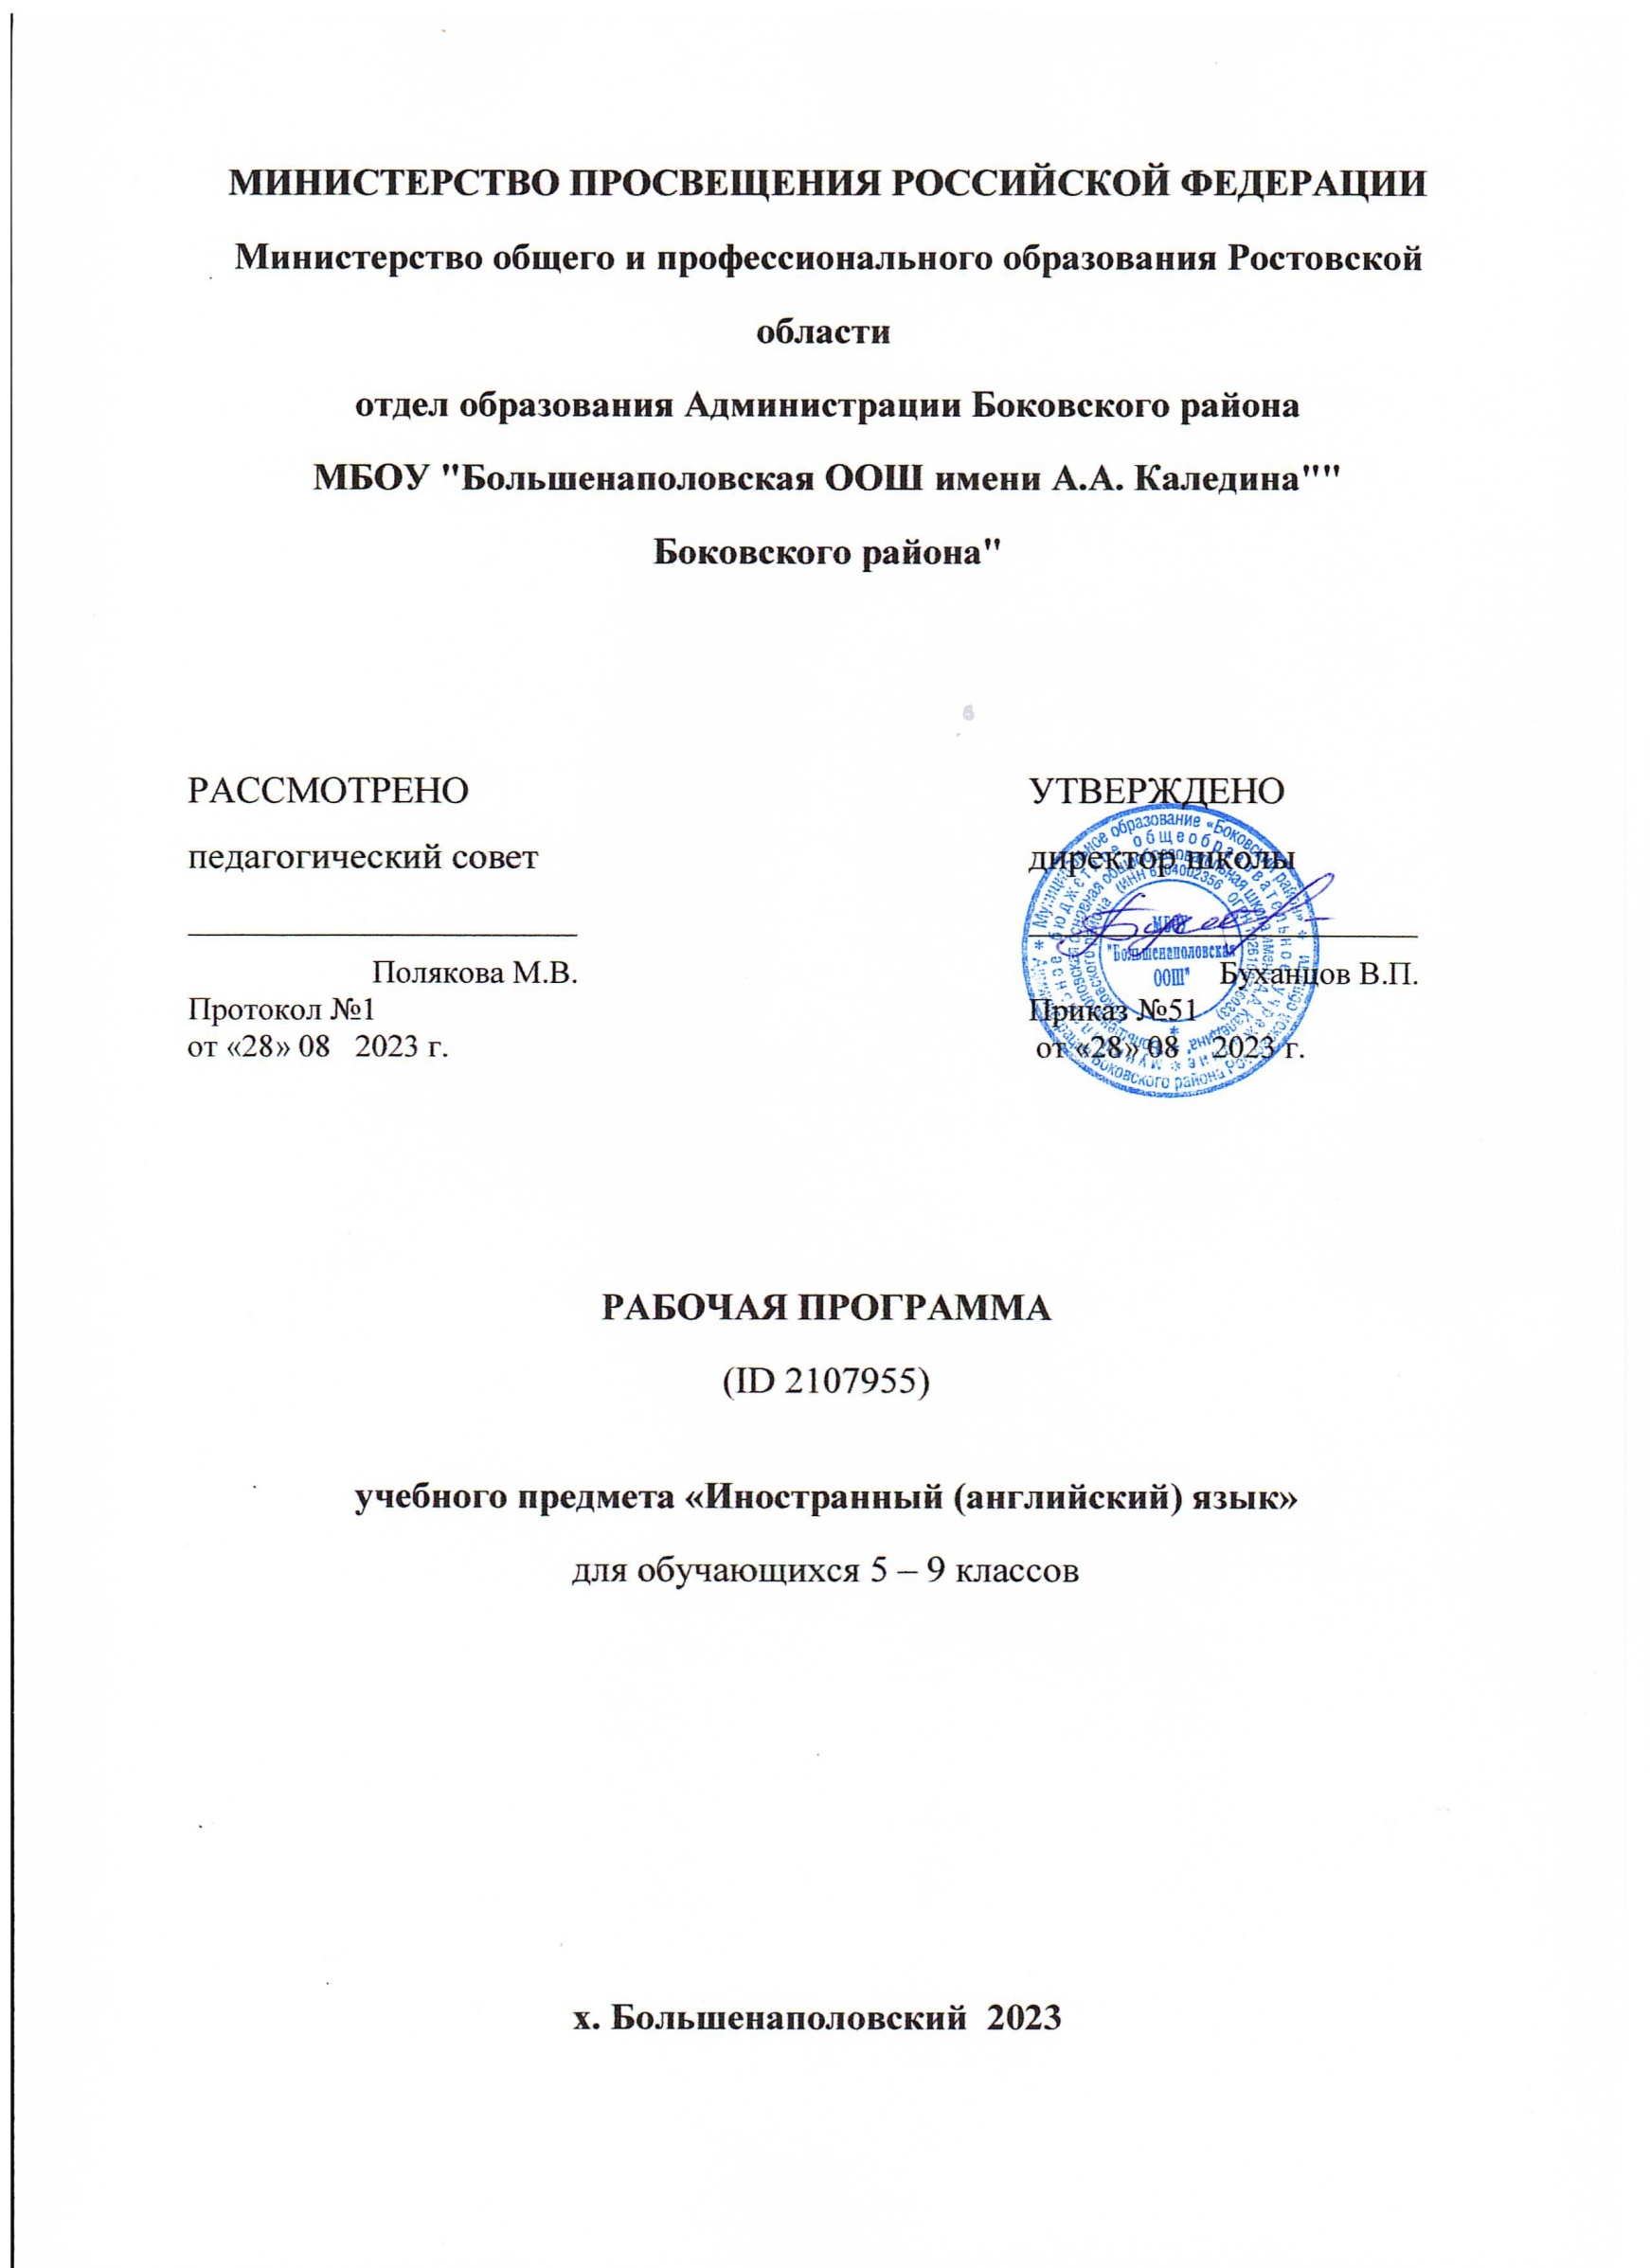 МИНИСТЕРСТВО ПРОСВЕЩЕНИЯ РОССИЙСКОЙ ФЕДЕРАЦИИ
Министерство общего и профессионального образования Ростовской
области
отдел образования Администрации Боковского района
МБОУ "Большенаполовская ООШ имени А.А. Каледина""
Боковского района"
РАССМОТРЕНО
педагогический совет
Полякова М.В.
Протокол №1
от «28» 08 2023 г.
УТВЕРЖДЕНО
директор школы
МБОУ
"Большенаполовская
ООШ"
Буханцов В.П.
Приказ №51
от «28» 08 2023 г.
РАБОЧАЯ ПРОГРАММА
(ID 2107955)
учебного предмета «Иностранный (английский) язык»
для обучающихся 5 – 9 классов
х. Большенаполовский 2023